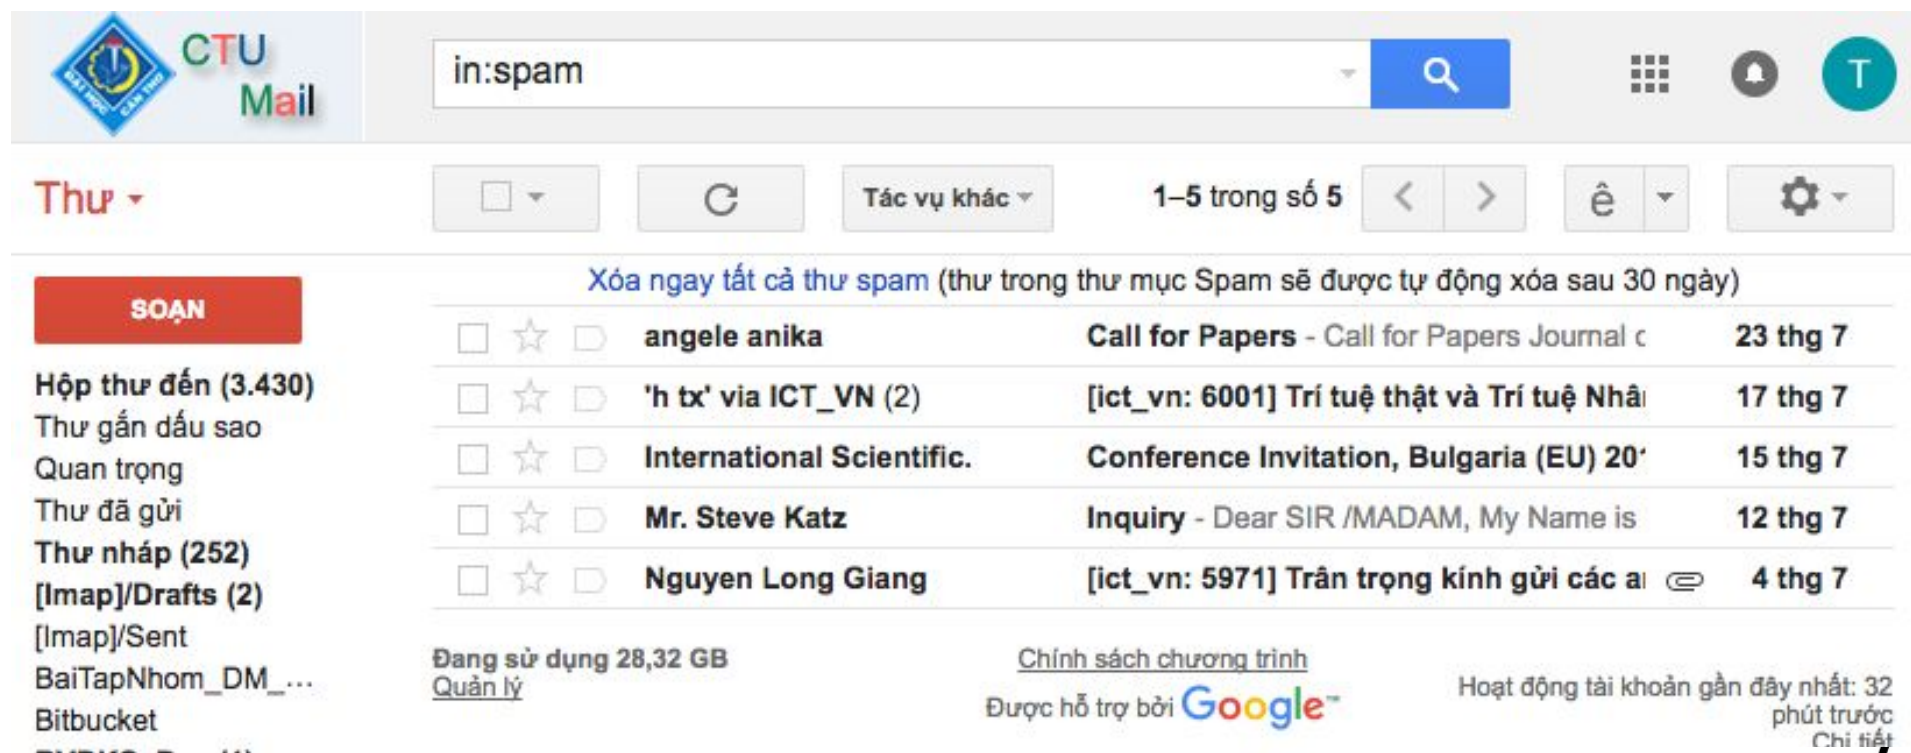 CTU
Mail
ĐẠI HỌC CẦN THƠ
in:spam
T
Thư
Tác vụ khác
1–5 trong số 5
ê
Xóa ngay tất cả thư spam (thư trong thư mục Spam sẽ được tự động xóa sau 30 ngày)
SOẠN
angele anika Call for Papers - Call for Papers Journal 23 thg 7
'h tx' via ICT_VN (2) [ict_vn: 6001] Trí tuệ thật và Trí tuệ 17 thg 7
International Scientific. Conference Invitation, Bulgaria (EU) 15 thg 7
Mr. Steve Katz Inquiry - Dear SIR /MADAM, My Name is 12 thg 7
Nguyen Long Giang [ict_vn: 5971] Trân trọng kính gửi các 4 thg 7
Hộp thư đến (3.430)
Thư gắn dấu sao
Quan trọng
Thư đã gửi
Thư nháp (252)
[Imap]/Drafts (2)
[Imap]/Sent
BaiTapNhom_DM_...
Bitbucket
Đang sử dụng 28,32 GB
Quản lý
Chính sách chương trình
Được hỗ trợ bởi Google™
Hoạt động tài khoản gần đây nhất: 32
phút trước
Chi tiết